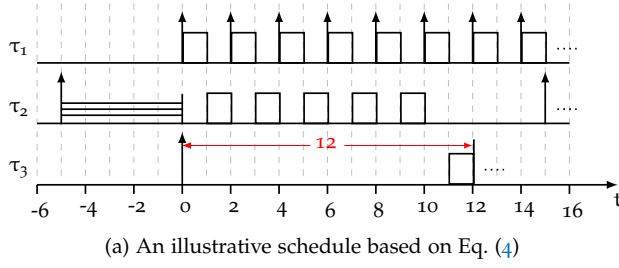 τ1 ....
τ2 ....
12
τ3 ....
-6 -4 -2 0 2 4 6 8 10 12 14 16 t
(a) An illustrative schedule based on Eq. (4)